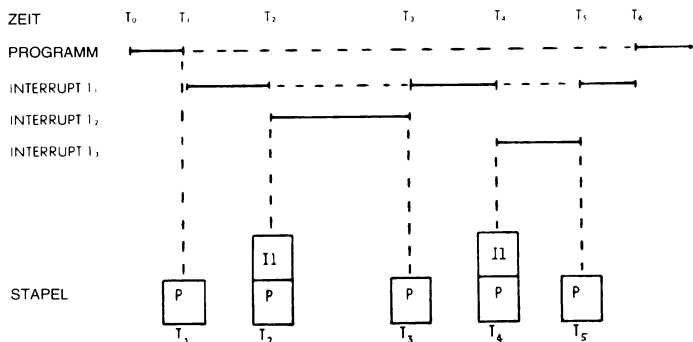 ZEIT T₀ T₁ T₂ T₃ T₄ T₅ T₆
PROGRAMM
INTERRUPT I₁
INTERRUPT I₂
INTERRUPT I₃
I1 I1
STAPEL P P P P P
T₁ T₂ T₃ T₄ T₅